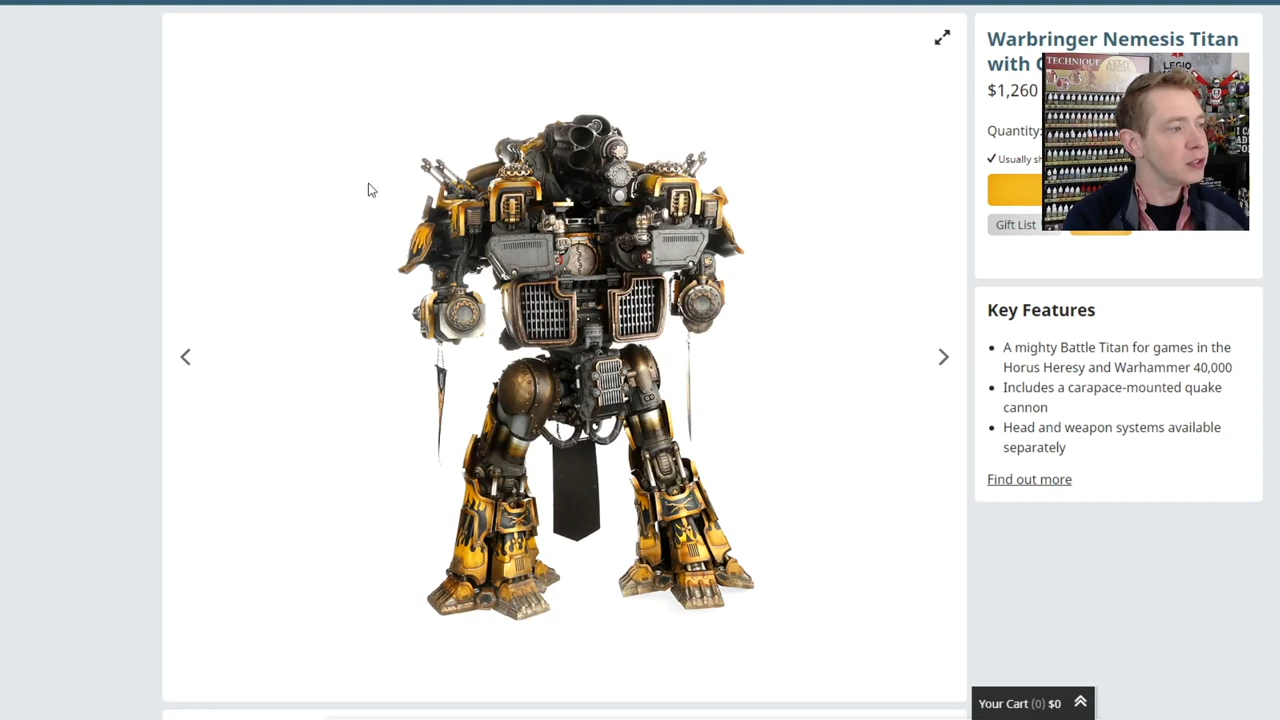 Warbringer Nemesis Titan
with
$1,260
Quantity:
TECHNIQUE
LEGIO
✓ Usually
Gift List
Key Features
• A mighty Battle Titan for games in the
Horus Heresy and Warhammer 40,000
• Includes a carapace-mounted quake
cannon
• Head and weapon systems available
separately
Find out more
Your Cart (0) $0